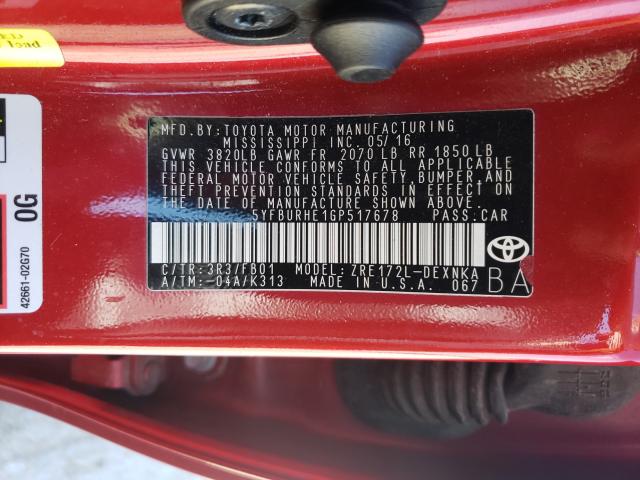 MFD.BY:TOYOTA MOTOR MANUFACTURING
MISSISSIPPI INC. 05/16
GVWR 3820LB GAWR FR 2070 LB RR 1850 LB
THIS VEHICLE CONFORMS TO ALL APPLICABLE
FEDERAL MOTOR VEHICLE SAFETY, BUMPER, AND
THEFT PREVENTION STANDARDS IN EFFECT ON
THE DATE OF MANUFACTURE SHOWN ABOVE.
5YFBURHE1GP517678 PASS.CAR
C/TR:3R3/FB01 MODEL:ZRE172L-DEXNKA
A/TM:-04A/K313 MADE IN U.S.A. 067
BA
0G
42661-02G70
lead